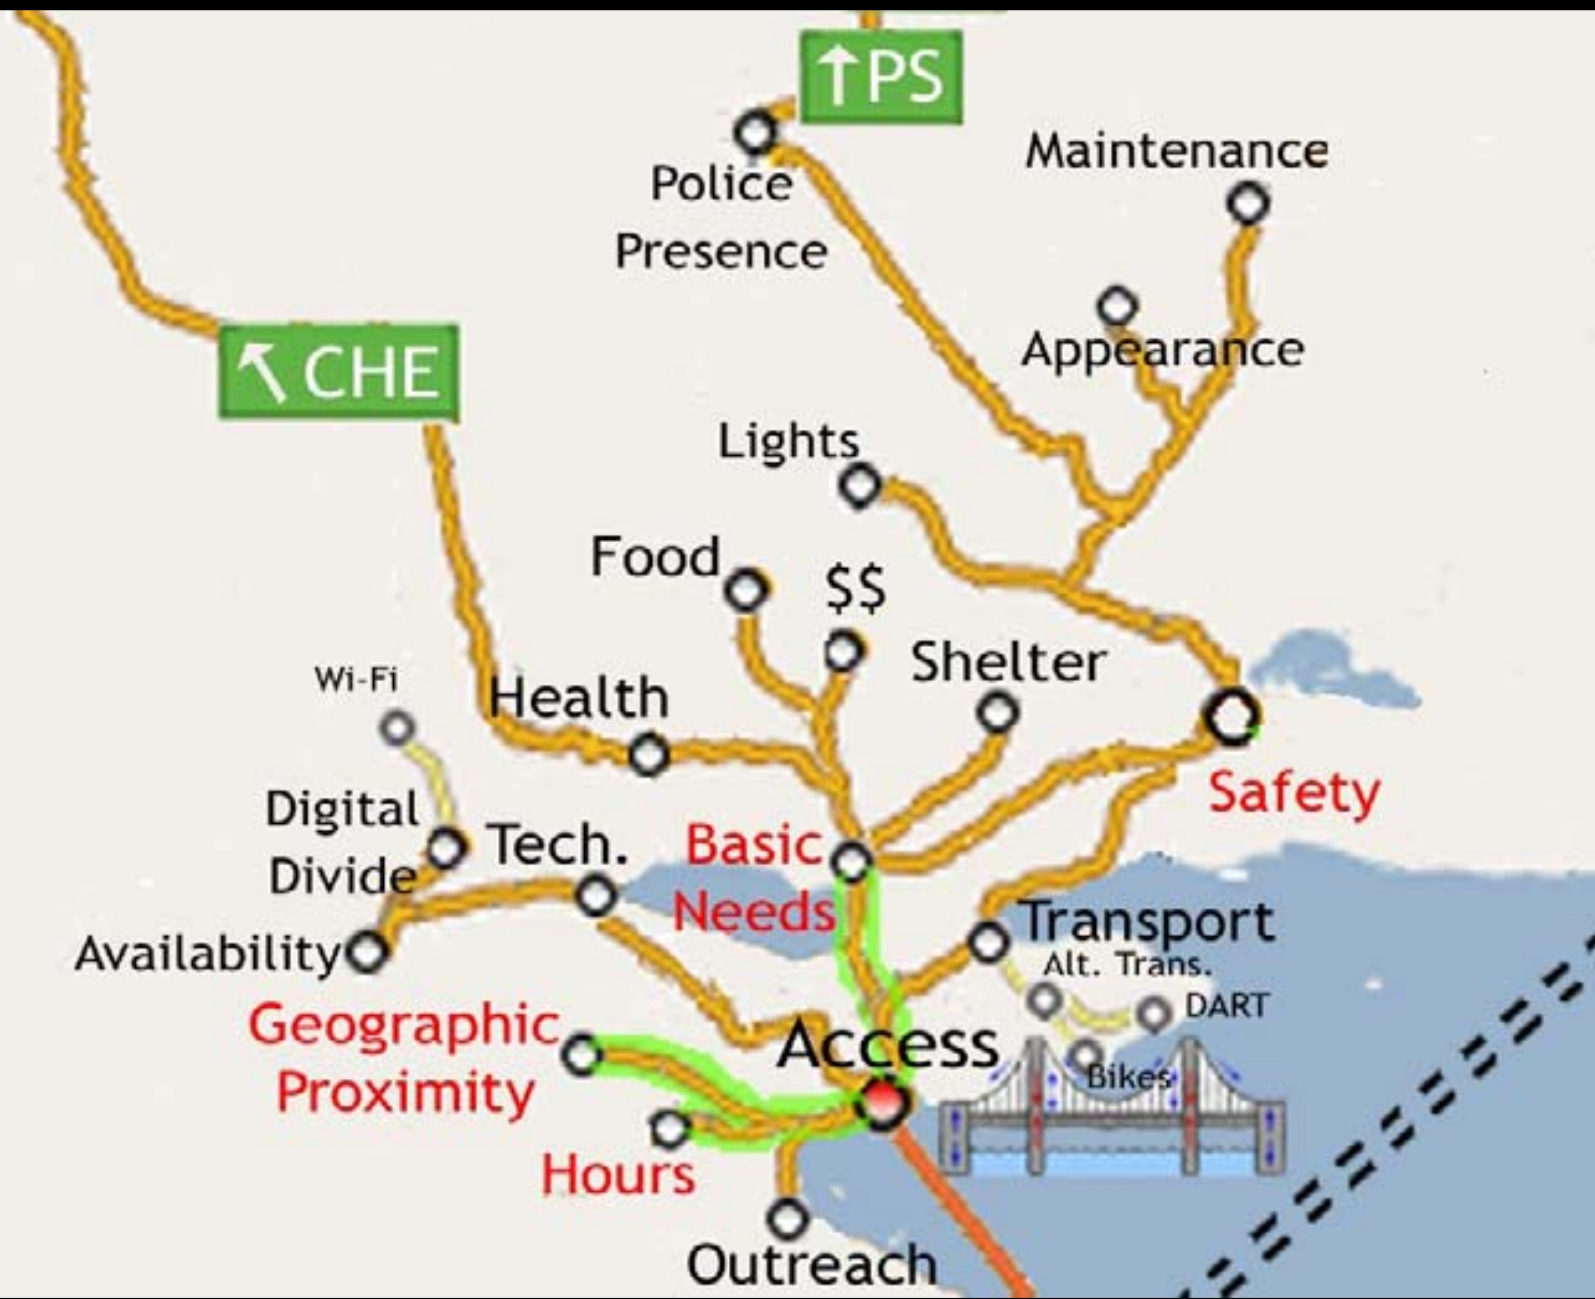 ↑PS
Maintenance
Police
Presence
Appearance
↖CHE
Lights
Food
$$
Shelter
Wi-Fi
Health
Safety
Digital
Divide
Tech.
Basic
Needs
Transport
Availability
Alt. Trans.
DART
Geographic
Proximity
Access
Bikes
Hours
Outreach